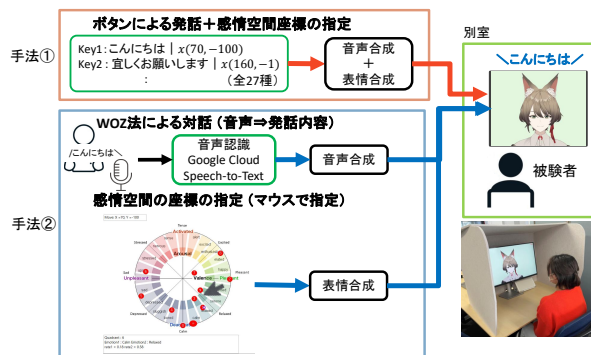 ボタンによる発話＋感情空間座標の指定
手法①
Key1:こんにちは｜x(70, −100)
Key2：宜しくお願いします｜x(160, −1)
：
（全27種）
音声合成
＋
表情合成
別室
＼こんにちは／
被験者
WOZ法による対話（音声⇒発話内容）
/こんにちは＼
音声認識
Google Cloud
Speech-to-Text
音声合成
感情空間の座標の指定（マウスで指定）
手法②
Activated
Arousal
Unpleasant
Valence
Pleasant
Sad
Depressed
Relaxed
Calm
表情合成